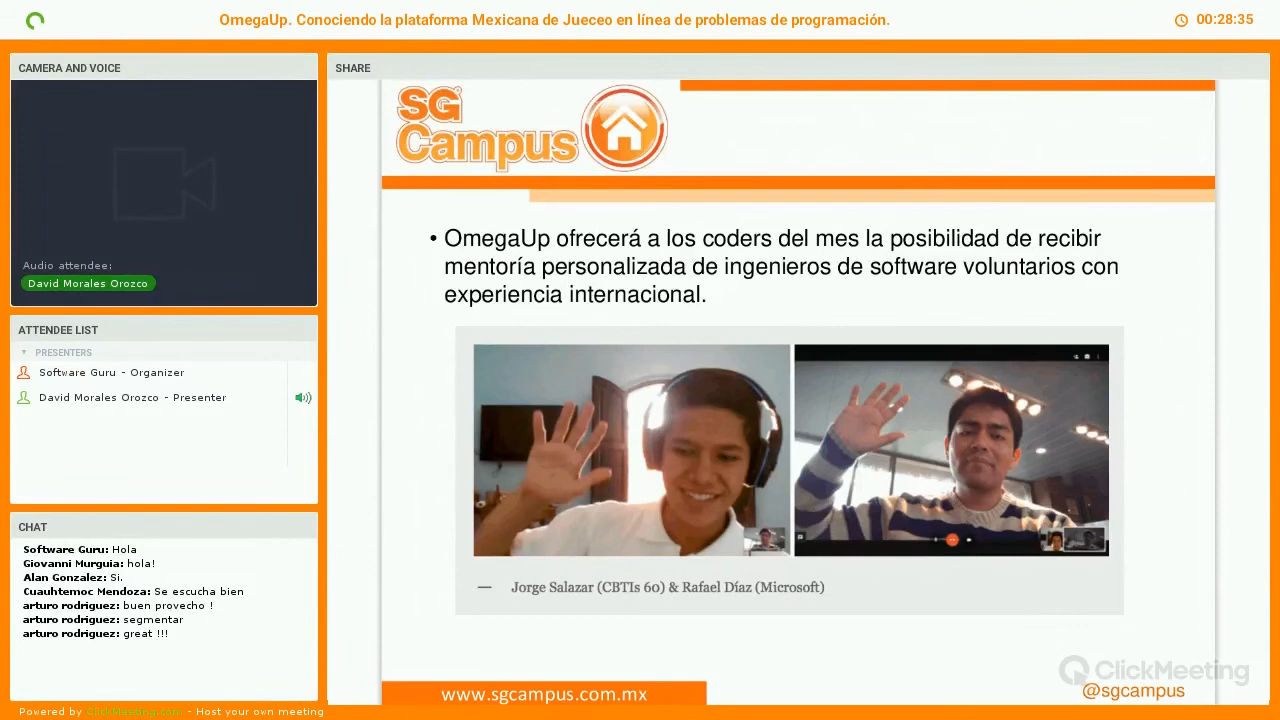 OmegaUp. Conociendo la plataforma Mexicana de Jueceo en línea de problemas de programación.
00:28:35
CAMERA AND VOICE
Audio attendee:
David Morales Orozco
ATTENDEE LIST
PRESENTERS
Software Guru - Organizer
David Morales Orozco - Presenter
CHAT
Software Guru: Hola
Giovanni Murguia: hola!
Alan Gonzalez: Si.
Cuauhtemoc Mendoza: Se escucha bien
arturo rodriguez: buen provecho !
arturo rodriguez: segmentar
arturo rodriguez: great !!!
SHARE
SG
Campus
• OmegaUp ofrecerá a los coders del mes la posibilidad de recibir
mentoría personalizada de ingenieros de software voluntarios con
experiencia internacional.
— Jorge Salazar (CBTIs 60) & Rafael Díaz (Microsoft)
ClickMeeting
@sgcampus
www.sgcampus.com.mx
Powered by ClickMeeting.com - Host your own meeting